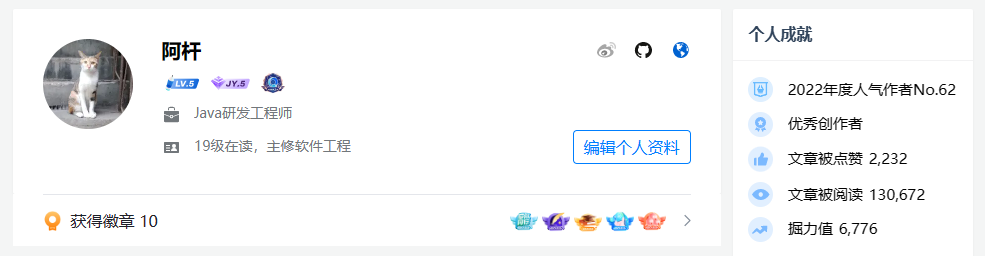 阿杆
LV.5 JY.5
Java研发工程师
19级在读，主修软件工程
编辑个人资料
获得徽章 10
个人成就
2022年度人气作者No.62
优秀创作者
文章被点赞 2,232
文章被阅读 130,672
掘力值 6,776